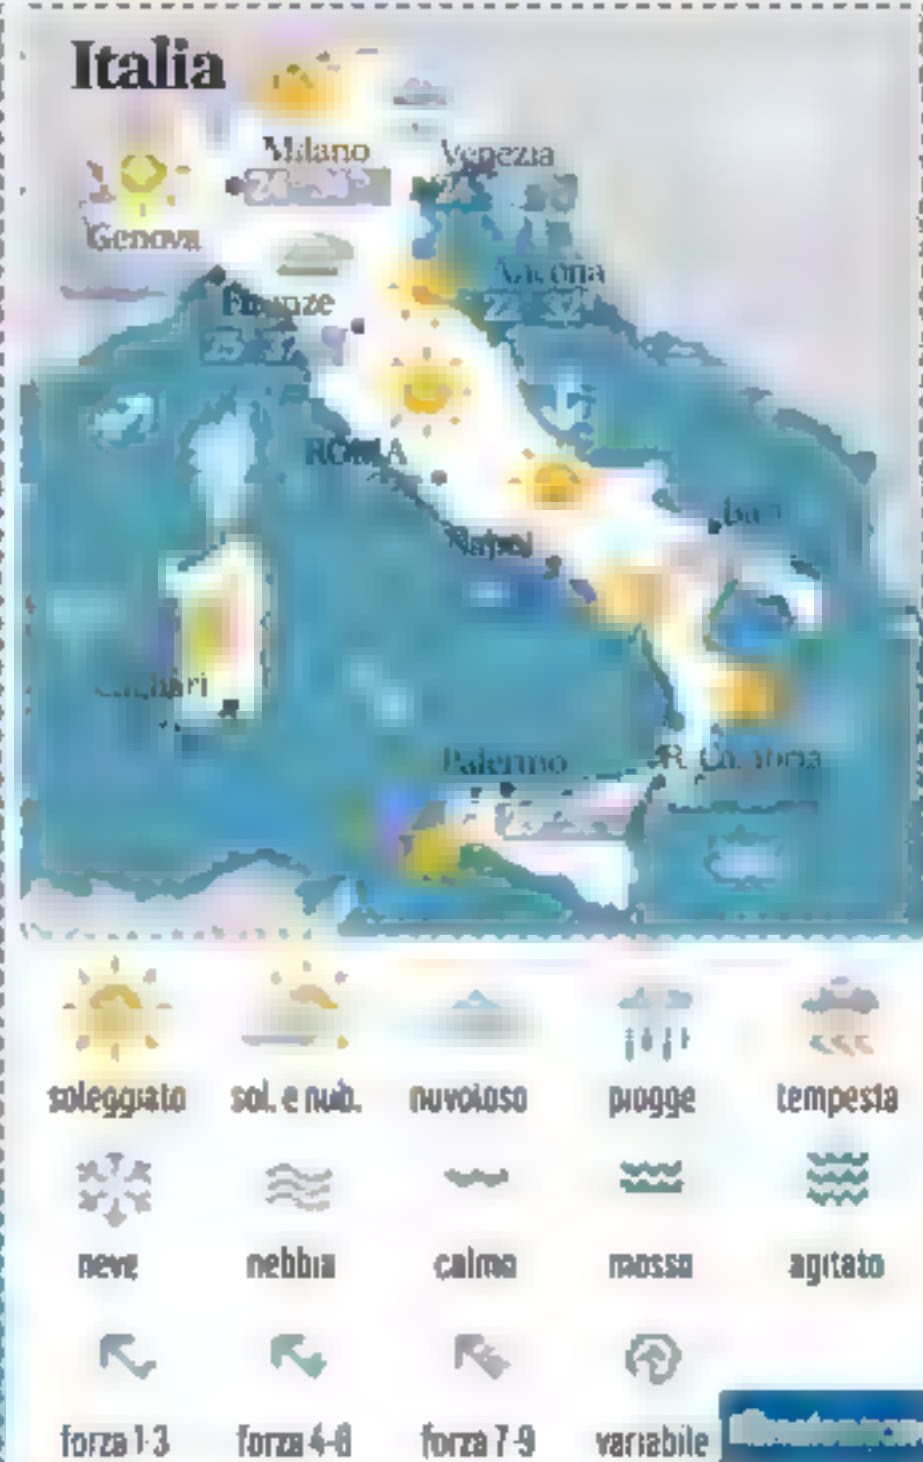 Italia
Milano
Venezia
Genova
Ancona
Firenze
ROMA
Bari
Napoli
Cagliari
Palermo
R. Calabria
soleggiato sol. e nub. nuvoloso piogge tempesta
neve nebbia calmo mosso agitato
forza 1-3 forza 4-6 forza 7-9 variabile